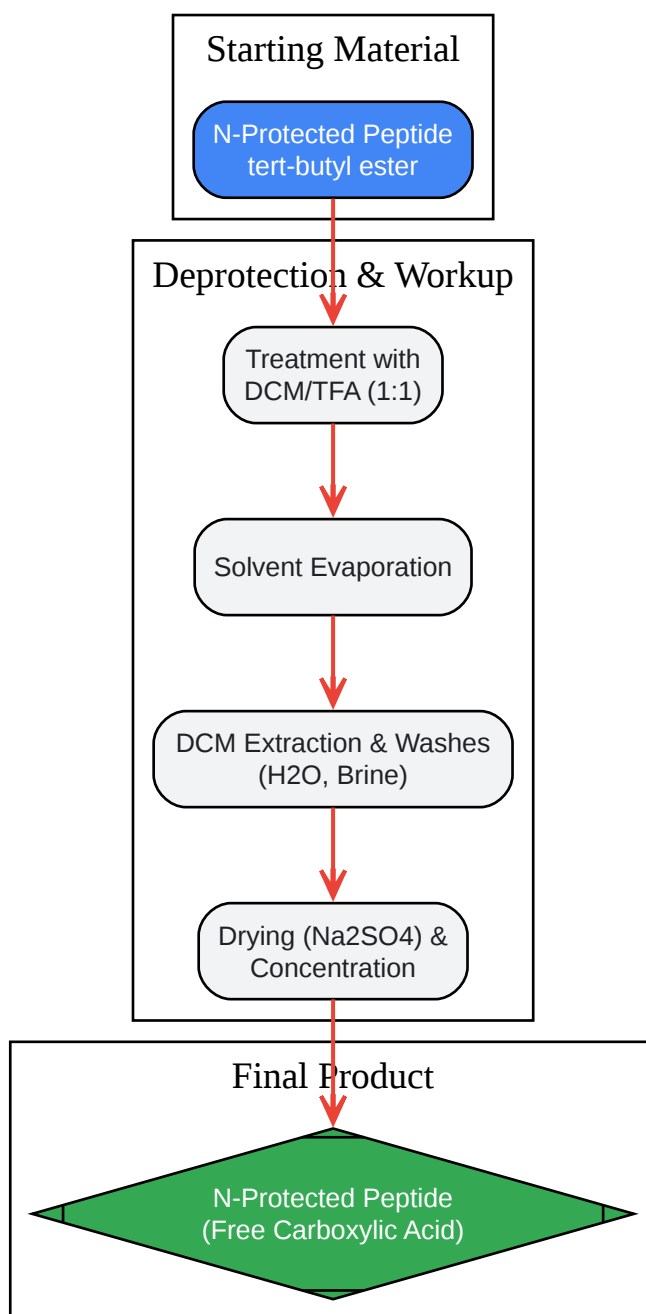 Starting Material
N-Protected Peptide
tert-butyl ester
Deprotection & Workup
Treatment with
DCM/TFA (1:1)
Solvent Evaporation
DCM Extraction & Washes
(H2O, Brine)
Drying (Na2SO4) &
Concentration
Final Product
N-Protected Peptide
(Free Carboxylic Acid)